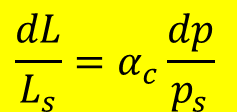 dL/L_s = α_c dp/p_s